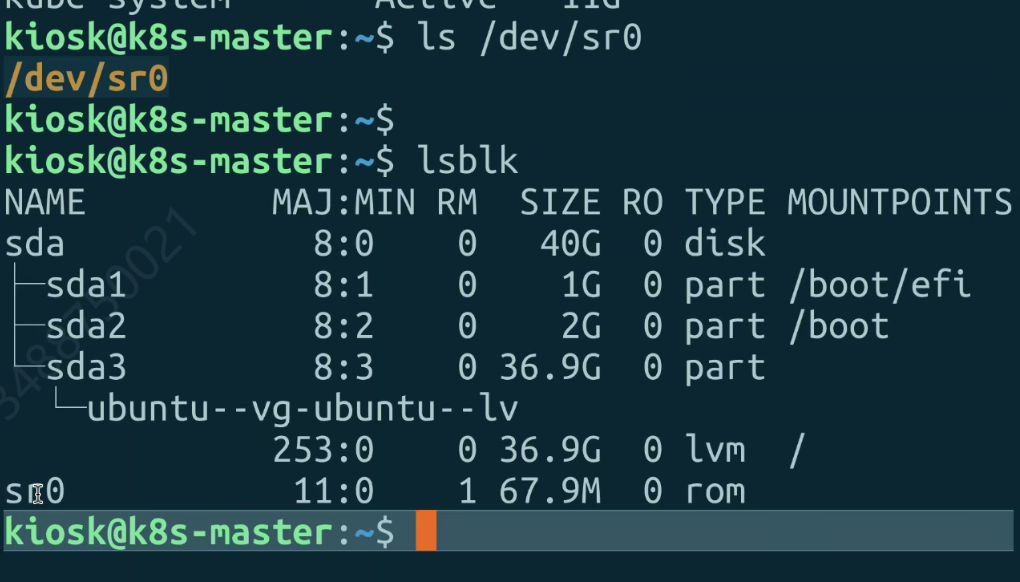 kube-system Active 11d
kiosk@k8s-master:~$ ls /dev/sr0
/dev/sr0
kiosk@k8s-master:~$
kiosk@k8s-master:~$ lsblk
NAME MAJ:MIN RM SIZE RO TYPE MOUNTPOINTS
sda 8:0 0 40G 0 disk
├─sda1 8:1 0 1G 0 part /boot/efi
├─sda2 8:2 0 2G 0 part /boot
└─sda3 8:3 0 36.9G 0 part
└─ubuntu--vg-ubuntu--lv
253:0 0 36.9G 0 lvm /
sr0 11:0 1 67.9M 0 rom
kiosk@k8s-master:~$